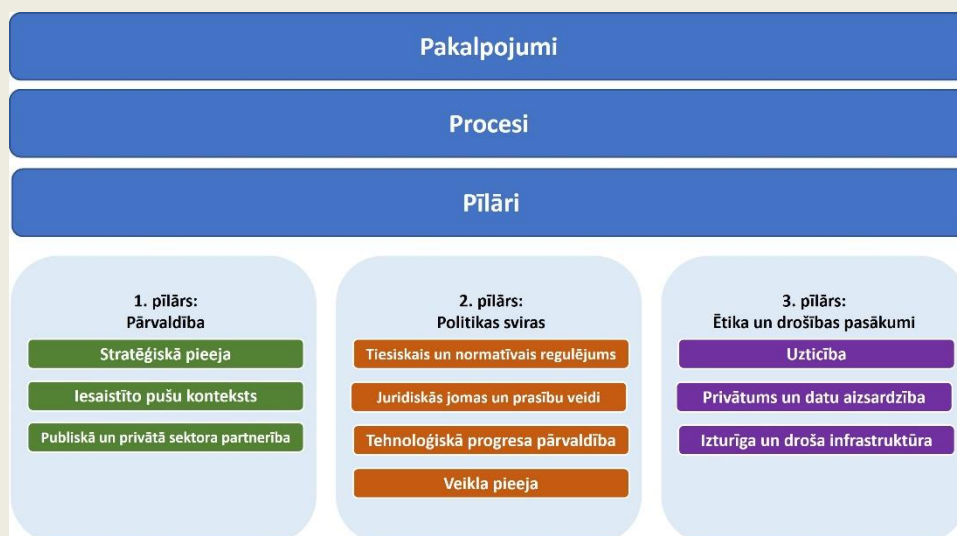 Pakalpojumi
Procesi
Pīlāri
1. pīlārs:
Pārvaldība
Stratēģiskā pieeja
Iesaistīto pušu konteksts
Publiskā un privātā sektora partnerība
2. pīlārs:
Politikas sviras
Tiesiskais un normatīvais regulējums
Juridiskās jomas un prasību veidi
Tehnoloģiskā progresa pārvaldība
Veikla pieeja
3. pīlārs:
Ētika un drošības pasākumi
Uzticība
Privātums un datu aizsardzība
Izturīga un droša infrastruktūra